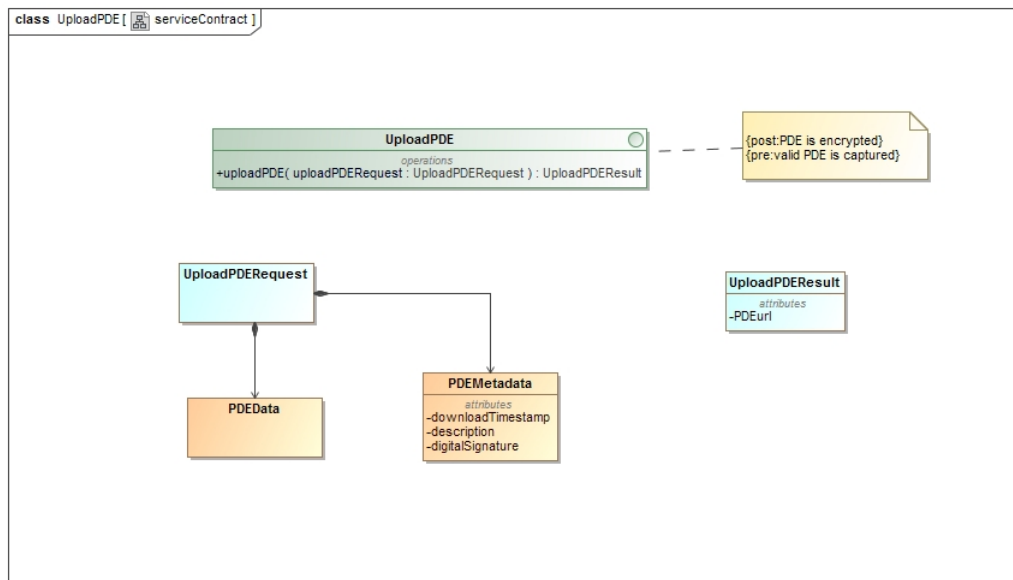 class UploadPDE [ serviceContract ]
UploadPDE
operations
+uploadPDE( uploadPDERequest : UploadPDERequest ) : UploadPDEResult
{post:PDE is encrypted}
{pre:valid PDE is captured}
UploadPDERequest
UploadPDEResult
attributes
-PDEurl
PDEData
PDEMetadata
attributes
-downloadTimestamp
-description
-digitalSignature